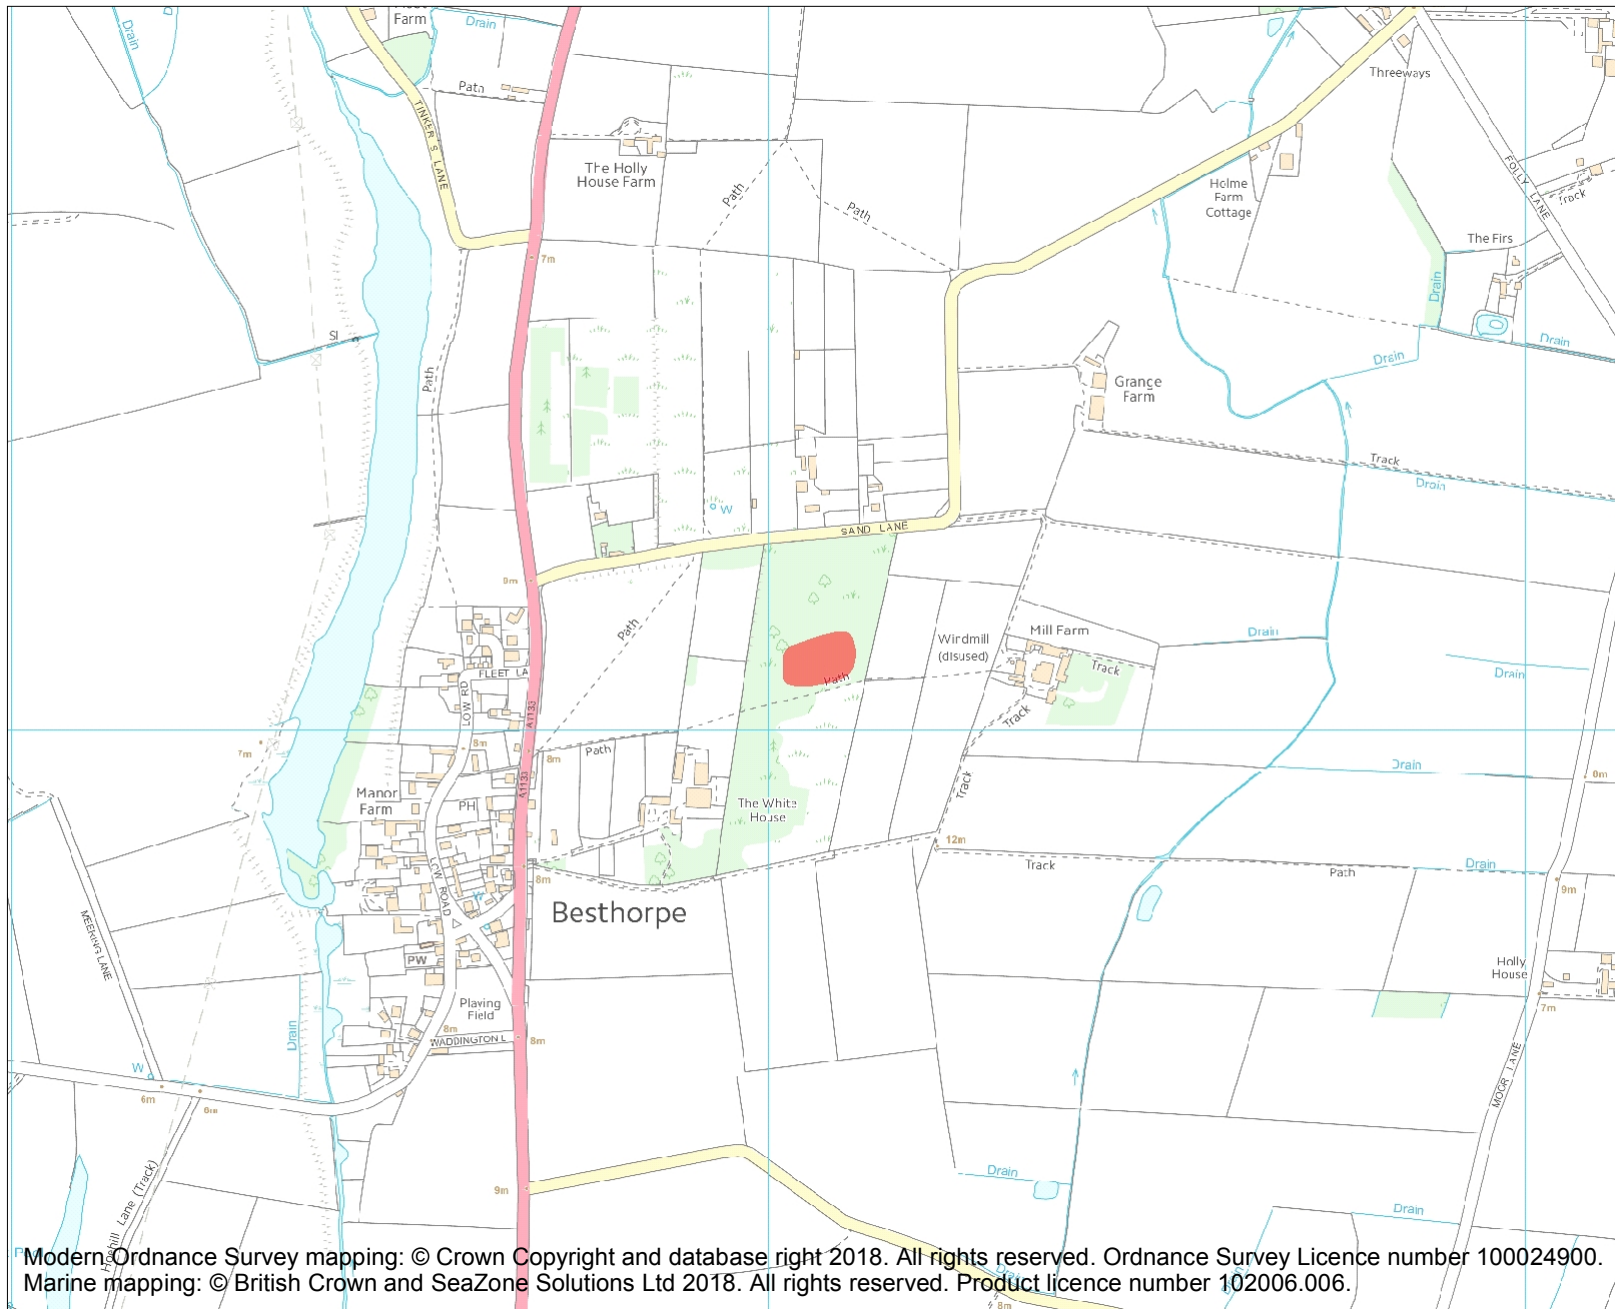 Farm
Drain
Drain
D
Path
TINKER'S LANE
The Holly
House Farm
Path
Path
7m
Threeways
Holme
Farm
Cottage
FOLLY LANE
Track
The Firs
Drain
Drain
Drain
Path
Grance
Farm
Track
Drain
W
SAND LANE
9m
Path
Windmill
(disused)
Mill Farm
Track
Drain
Drain
FLEET LA
LOW RD
A1133
Path
Track
7m
8m
8m
Path
Manor
Farm
PH
A1133
The White
House
Track
Drain
12m
Track
Path
Drain
9m
LOW ROAD
8m
Besthorpe
MEEKING LANE
PW
Playing
Field
Holly
House
7m
Drain
8m
WADDINGTON L
8m
W
6m
6m
MOOR LANE
Drain
9m
Drain
Lane (Track)
Modern Ordnance Survey mapping: © Crown Copyright and database right 2018. All rights reserved. Ordnance Survey Licence number 100024900.
Marine mapping: © British Crown and SeaZone Solutions Ltd 2018. All rights reserved. Product licence number 102006.006.
Drain
Drain
8m